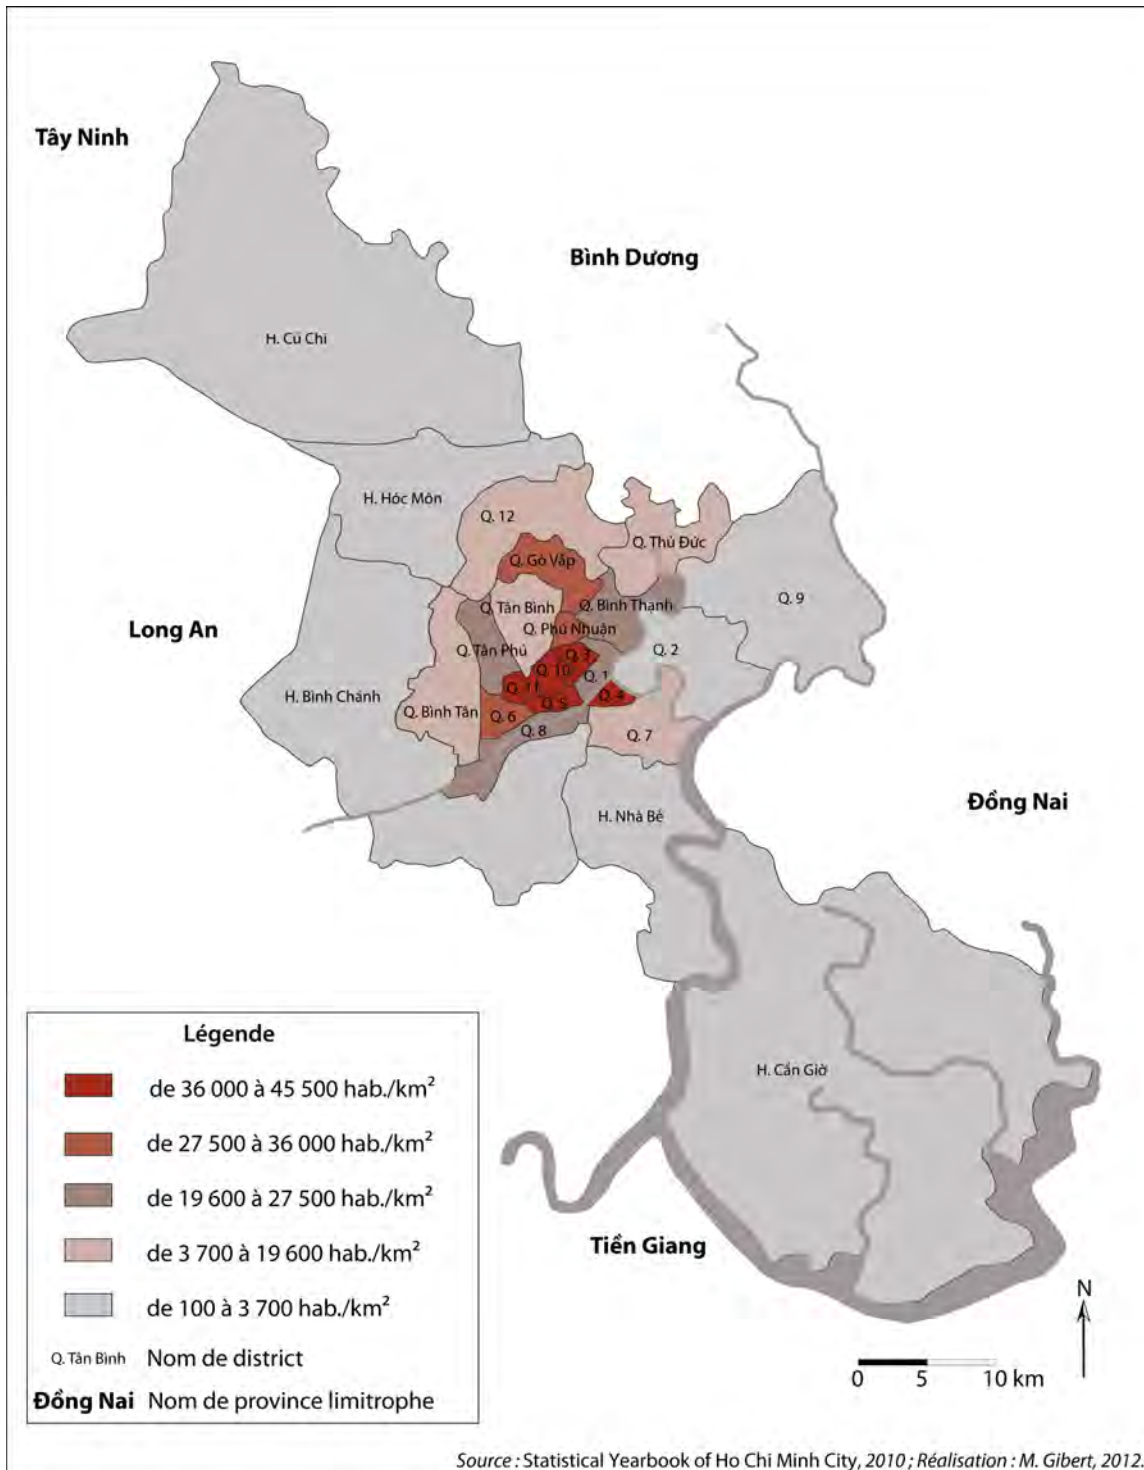 Tây Ninh
Bình Dương
H. Củ Chi
H. Hóc Môn
Q. 12
Q. Thủ Đức
Q. Gò Vấp
Q. 9
Q. Tân Bình
Q. Bình Thạnh
Long An
Q. Phú Nhuận
Q. Tân Phú
Q. 2
Q. 3
Q. 10
Q. 1
Q. 11
H. Bình Chánh
Q. 5
Q. 4
Q. Bình Tân
Q. 6
Q. 8
Q. 7
Đồng Nai
H. Nhà Bè
H. Cần Giờ
Tiền Giang
Légende
de 36 000 à 45 500 hab./km²
de 27 500 à 36 000 hab./km²
de 19 600 à 27 500 hab./km²
de 3 700 à 19 600 hab./km²
de 100 à 3 700 hab./km²
Q. Tân Bình Nom de district
Đồng Nai Nom de province limitrophe
N
0 5 10 km
Source : Statistical Yearbook of Ho Chi Minh City, 2010 ; Réalisation : M. Gibert, 2012.